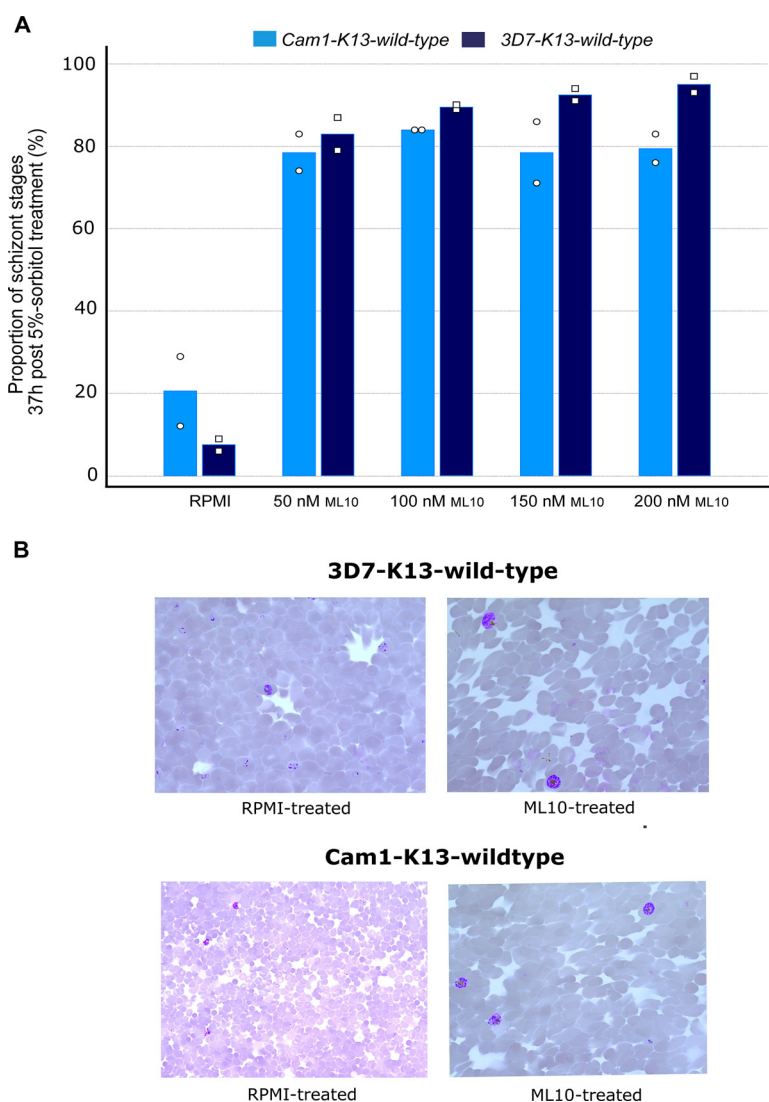 A
Cam1-K13-wild-type 3D7-K13-wild-type
Proportion of schizont stages
37h post 5%-sorbitol treatment (%)
100
80
60
40
20
0
RPMI 50 nM ML10 100 nM ML10 150 nM ML10 200 nM ML10
B
3D7-K13-wild-type
RPMI-treated ML10-treated
Cam1-K13-wildtype
RPMI-treated ML10-treated